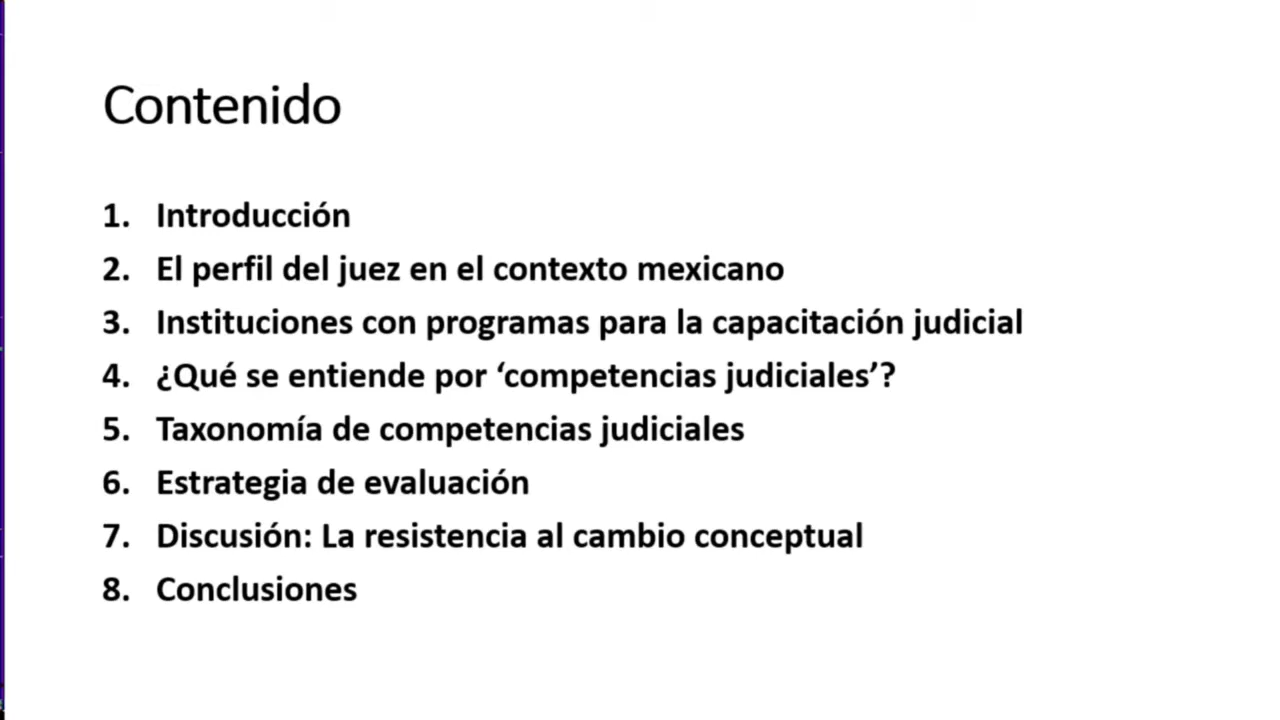 Contenido
1. Introducción
2. El perfil del juez en el contexto mexicano
3. Instituciones con programas para la capacitación judicial
4. ¿Qué se entiende por ‘competencias judiciales’?
5. Taxonomía de competencias judiciales
6. Estrategia de evaluación
7. Discusión: La resistencia al cambio conceptual
8. Conclusiones